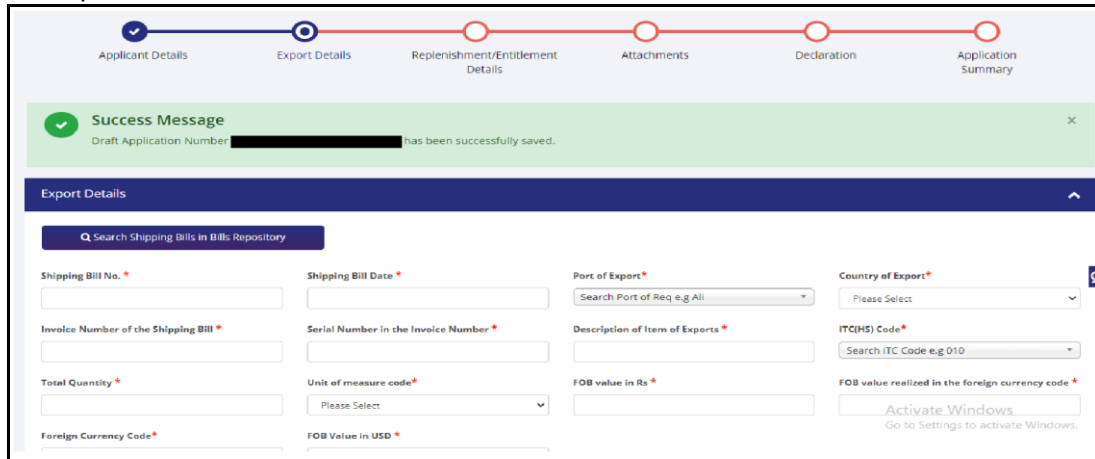 Applicant Details
Export Details
Replenishment/Entitlement
Details
Attachments
Declaration
Application
Summary
Success Message
×
Draft Application Number has been successfully saved.
Export Details
Search Shipping Bills in Bills Repository
Shipping Bill No. *
Shipping Bill Date *
Port of Export*
Country of Export*
Search Port of Req e.g Ali
Please Select
Invoice Number of the Shipping Bill *
Serial Number in the Invoice Number *
Description of Item of Exports *
ITC(HS) Code*
Search ITC Code e.g 010
Total Quantity *
Unit of measure code*
FOB value in Rs *
FOB value realized in the foreign currency code *
Please Select
Activate Windows
Go to Settings to activate Windows.
Foreign Currency Code*
FOB Value in USD *